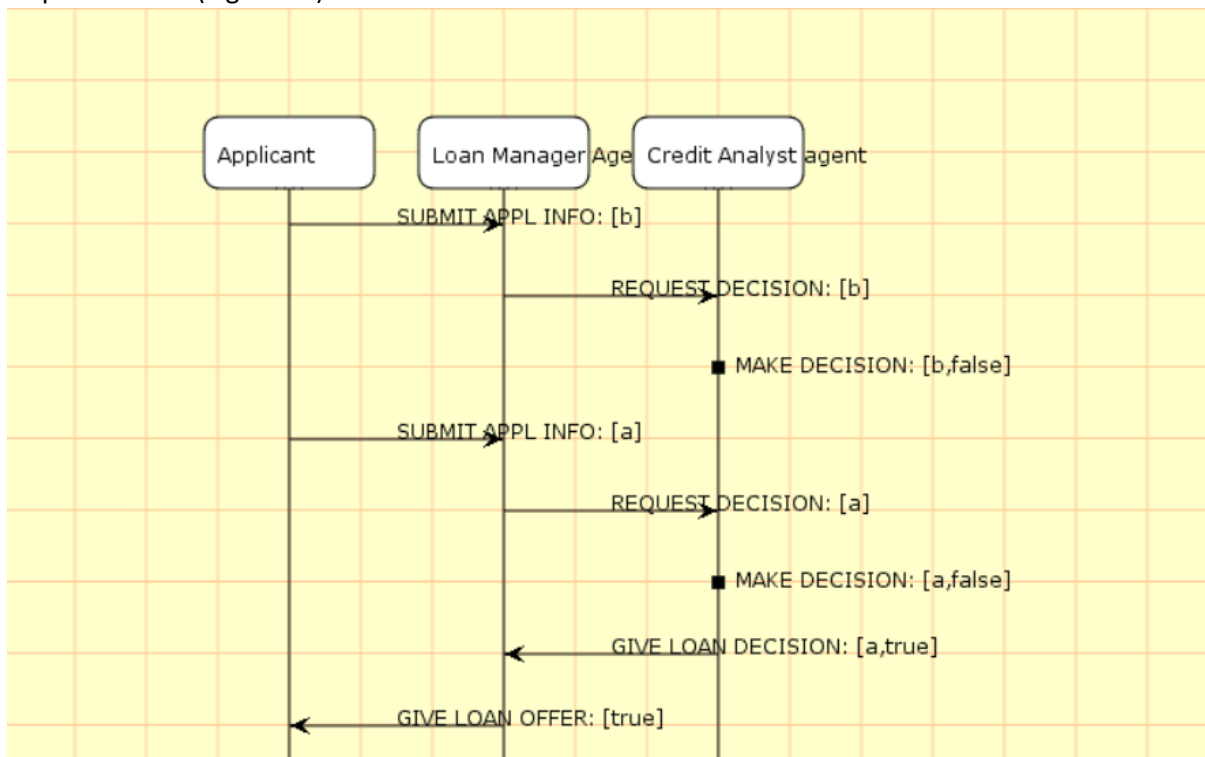 Applicant
Loan Manager Age
Credit Analyst agent
SUBMIT APPL INFO: [b]
REQUEST DECISION: [b]
MAKE DECISION: [b,false]
SUBMIT APPL INFO: [a]
REQUEST DECISION: [a]
MAKE DECISION: [a,false]
GIVE LOAN DECISION: [a,true]
GIVE LOAN OFFER: [true]